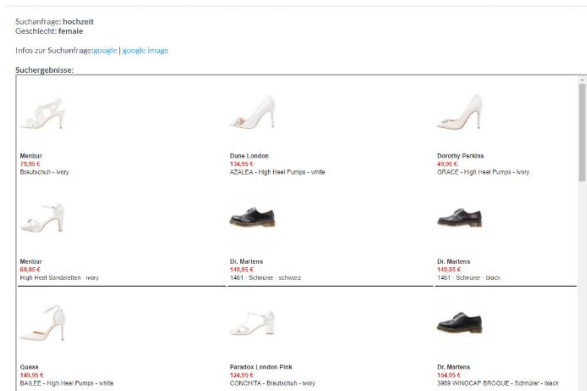 Suchanfrage: hochzeit
Geschlecht: female
Infos zur Suchanfrage:google | google image
Suchergebnisse:
Menbur
79,95 €
Brautschuh - ivory
Dune London
134,95 €
AZALEA - High Heel Pumps - white
Dorothy Perkins
49,95 €
GRACE - High Heel Pumps - ivory
Menbur
69,95 €
High Heel Sandaletten - ivory
Dr. Martens
149,95 €
1461 - Schnürer - schwarz
Dr. Martens
149,95 €
1461 - Schnürer - black
Guess
149,95 €
BAILEE - High Heel Pumps - white
Paradox London Pink
124,95 €
CONCHITA - Brautschuh - ivory
Dr. Martens
154,95 €
3989 WINGCAP BROGUE - Schnürer - black